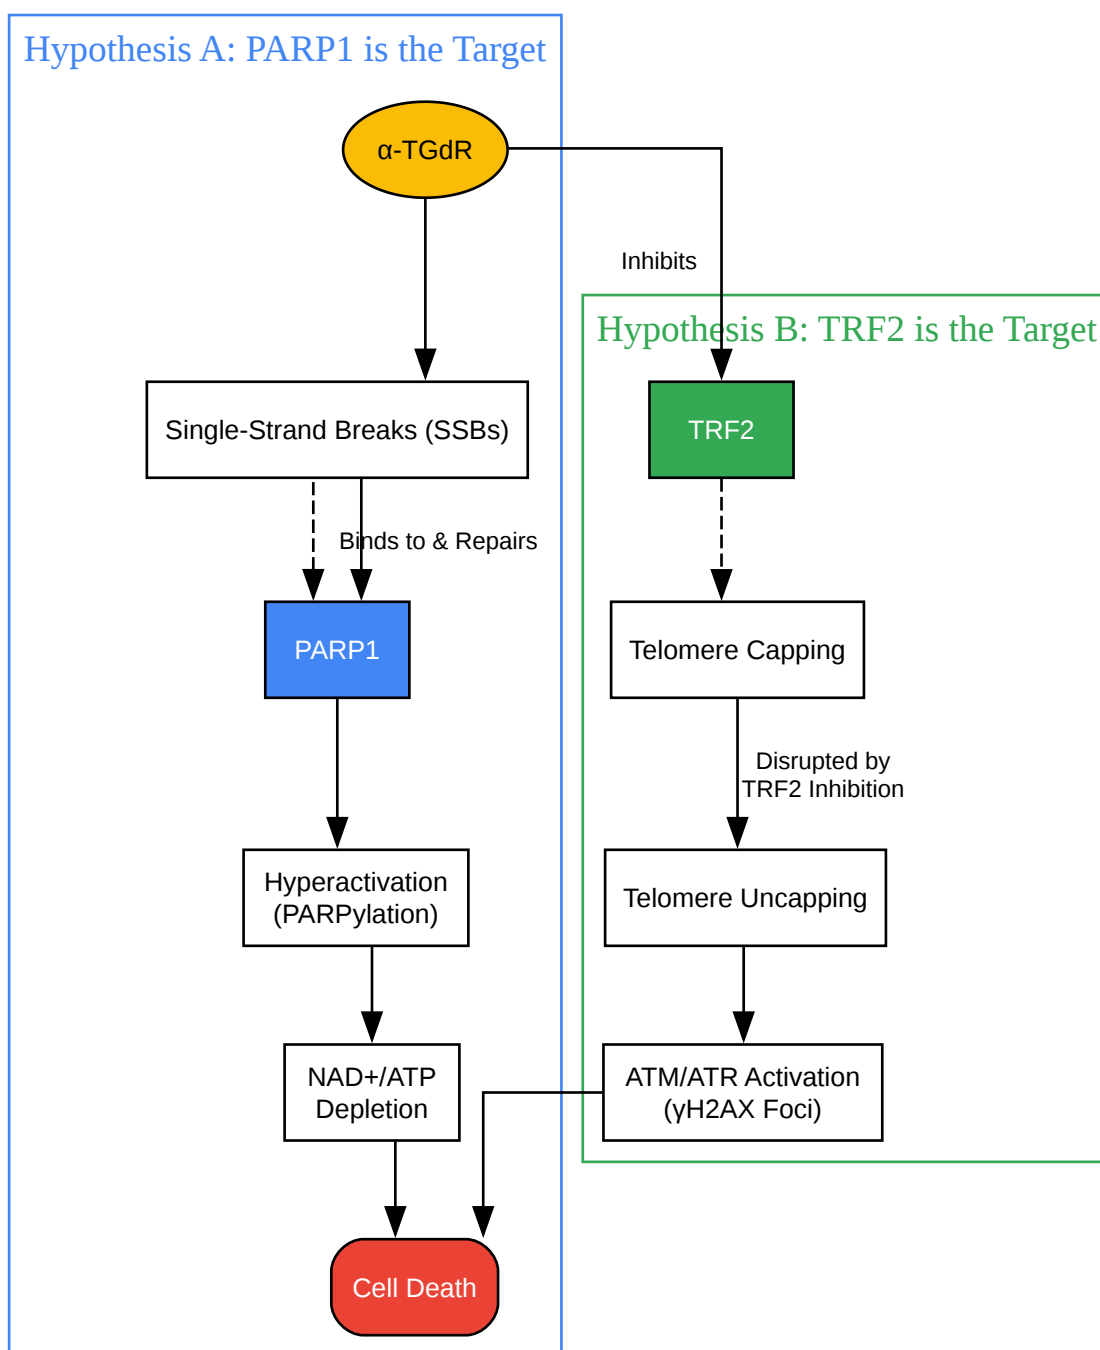 Hypothesis A: PARP1 is the Target
α-TGdR
Inhibits
Hypothesis B: TRF2 is the Target
Single-Strand Breaks (SSBs)
TRF2
Binds to & Repairs
PARP1
Telomere Capping
Disrupted by
TRF2 Inhibition
Hyperactivation
(PARPylation)
Telomere Uncapping
NAD+/ATP
Depletion
ATM/ATR Activation
(γH2AX Foci)
Cell Death